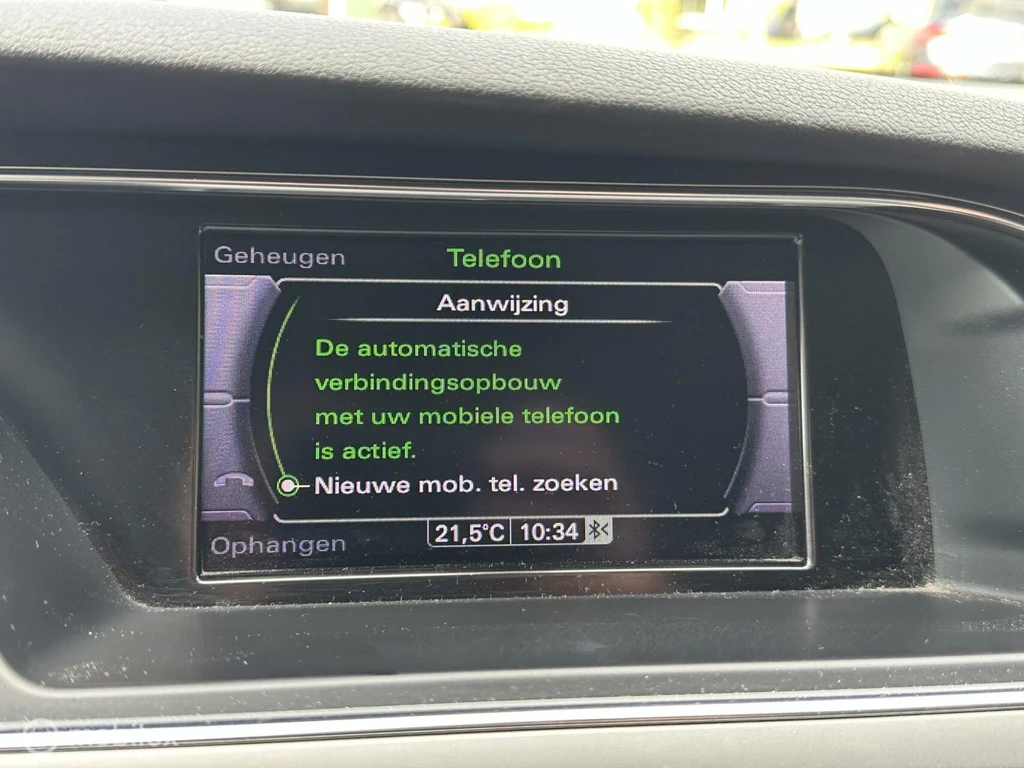 Geheugen
Telefoon
Aanwijzing
De automatische
verbindingsopbouw
met uw mobiele telefoon
is actief.
Nieuwe mob. tel. zoeken
Ophangen
21,5°C 10:34